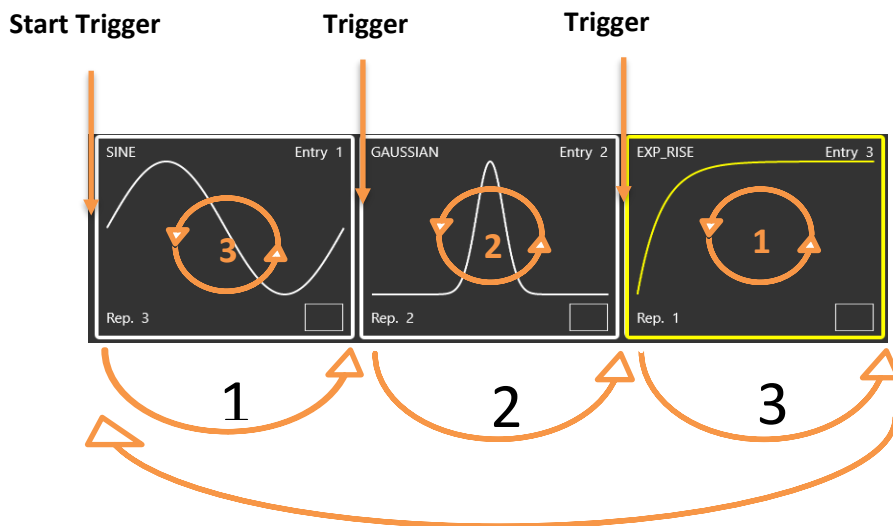 Start Trigger
Trigger
Trigger
SINE Entry 1
GAUSSIAN Entry 2
EXP_RISE Entry 3
3
2
1
Rep. 3
Rep. 2
Rep. 1
1
2
3